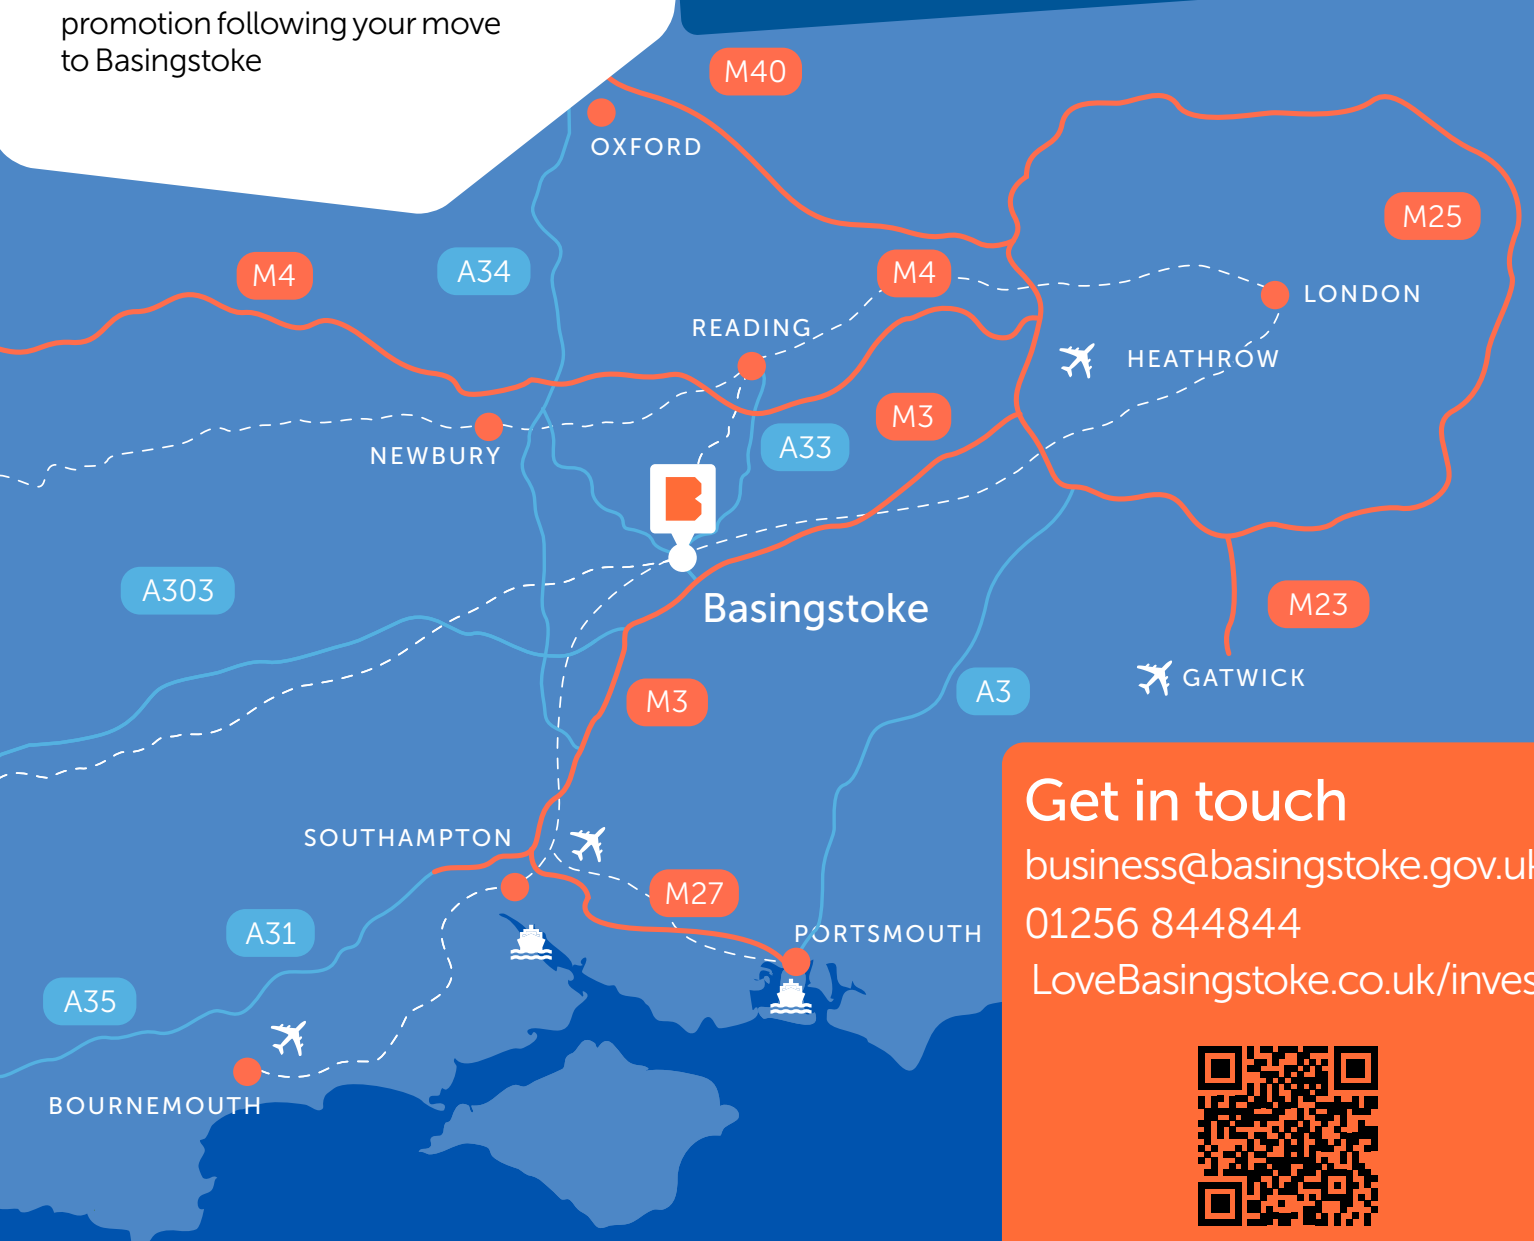 promotion following your move
to Basingstoke
M40
OXFORD
M25
A34
M4
M4
LONDON
READING
HEATHROW
M3
A33
NEWBURY
A303
Basingstoke
M23
GATWICK
A3
M3
Get in touch
SOUTHAMPTON
business@basingstoke.gov.uk
M27
01256 844844
A31
PORTSMOUTH
LoveBasingstoke.co.uk/inves
A35
BOURNEMOUTH